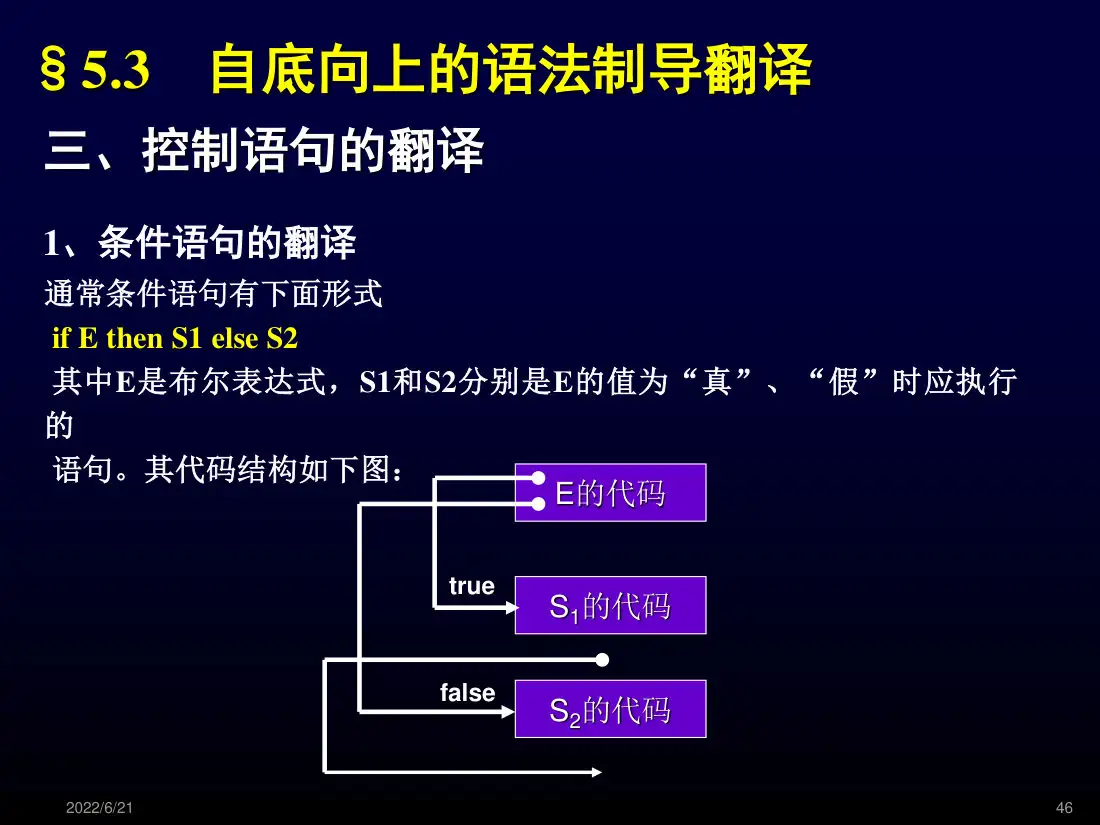 §5.3 自底向上的语法制导翻译
三、控制语句的翻译
1、条件语句的翻译
通常条件语句有下面形式
if E then S1 else S2
其中E是布尔表达式，S1和S2分别是E的值为“真”、“假”时应执行
的
语句。其代码结构如下图：
E的代码
true
S1的代码
false
S2的代码
2022/6/21
46